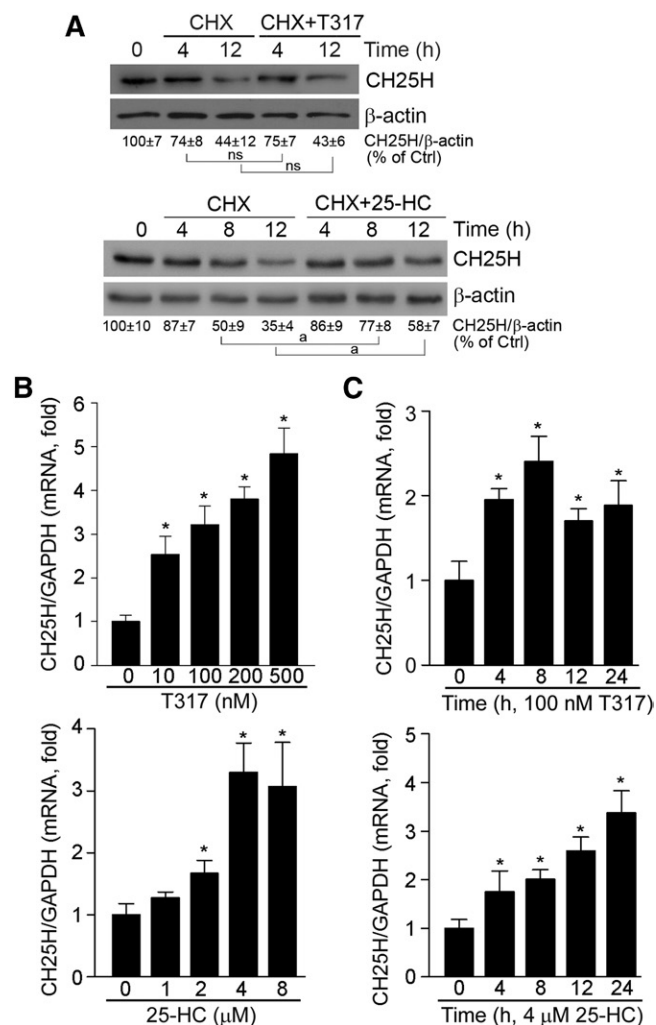 A
CHX CHX+T317
0 4 12 4 12 Time (h)
CH25H
β-actin
100±7 74±8 44±12 75±7 43±6 CH25H/β-actin
(% of Ctrl)
ns
ns
CHX CHX+25-HC
0 4 8 12 4 8 12 Time (h)
CH25H
β-actin
100±10 87±7 50±9 35±4 86±9 77±8 58±7 CH25H/β-actin
(% of Ctrl)
a
a
B
CH25H/GAPDH (mRNA, fold)
6
5
4
3
2
1
0
* * * *
0 10 100 200 500
T317 (nM)
CH25H/GAPDH (mRNA, fold)
4
3
2
1
0
* * *
0 1 2 4 8
25-HC (μM)
C
CH25H/GAPDH (mRNA, fold)
3
2
1
0
* * * *
0 4 8 12 24
Time (h, 100 nM T317)
CH25H/GAPDH (mRNA, fold)
5
4
3
2
1
0
* * * *
0 4 8 12 24
Time (h, 4 μM 25-HC)